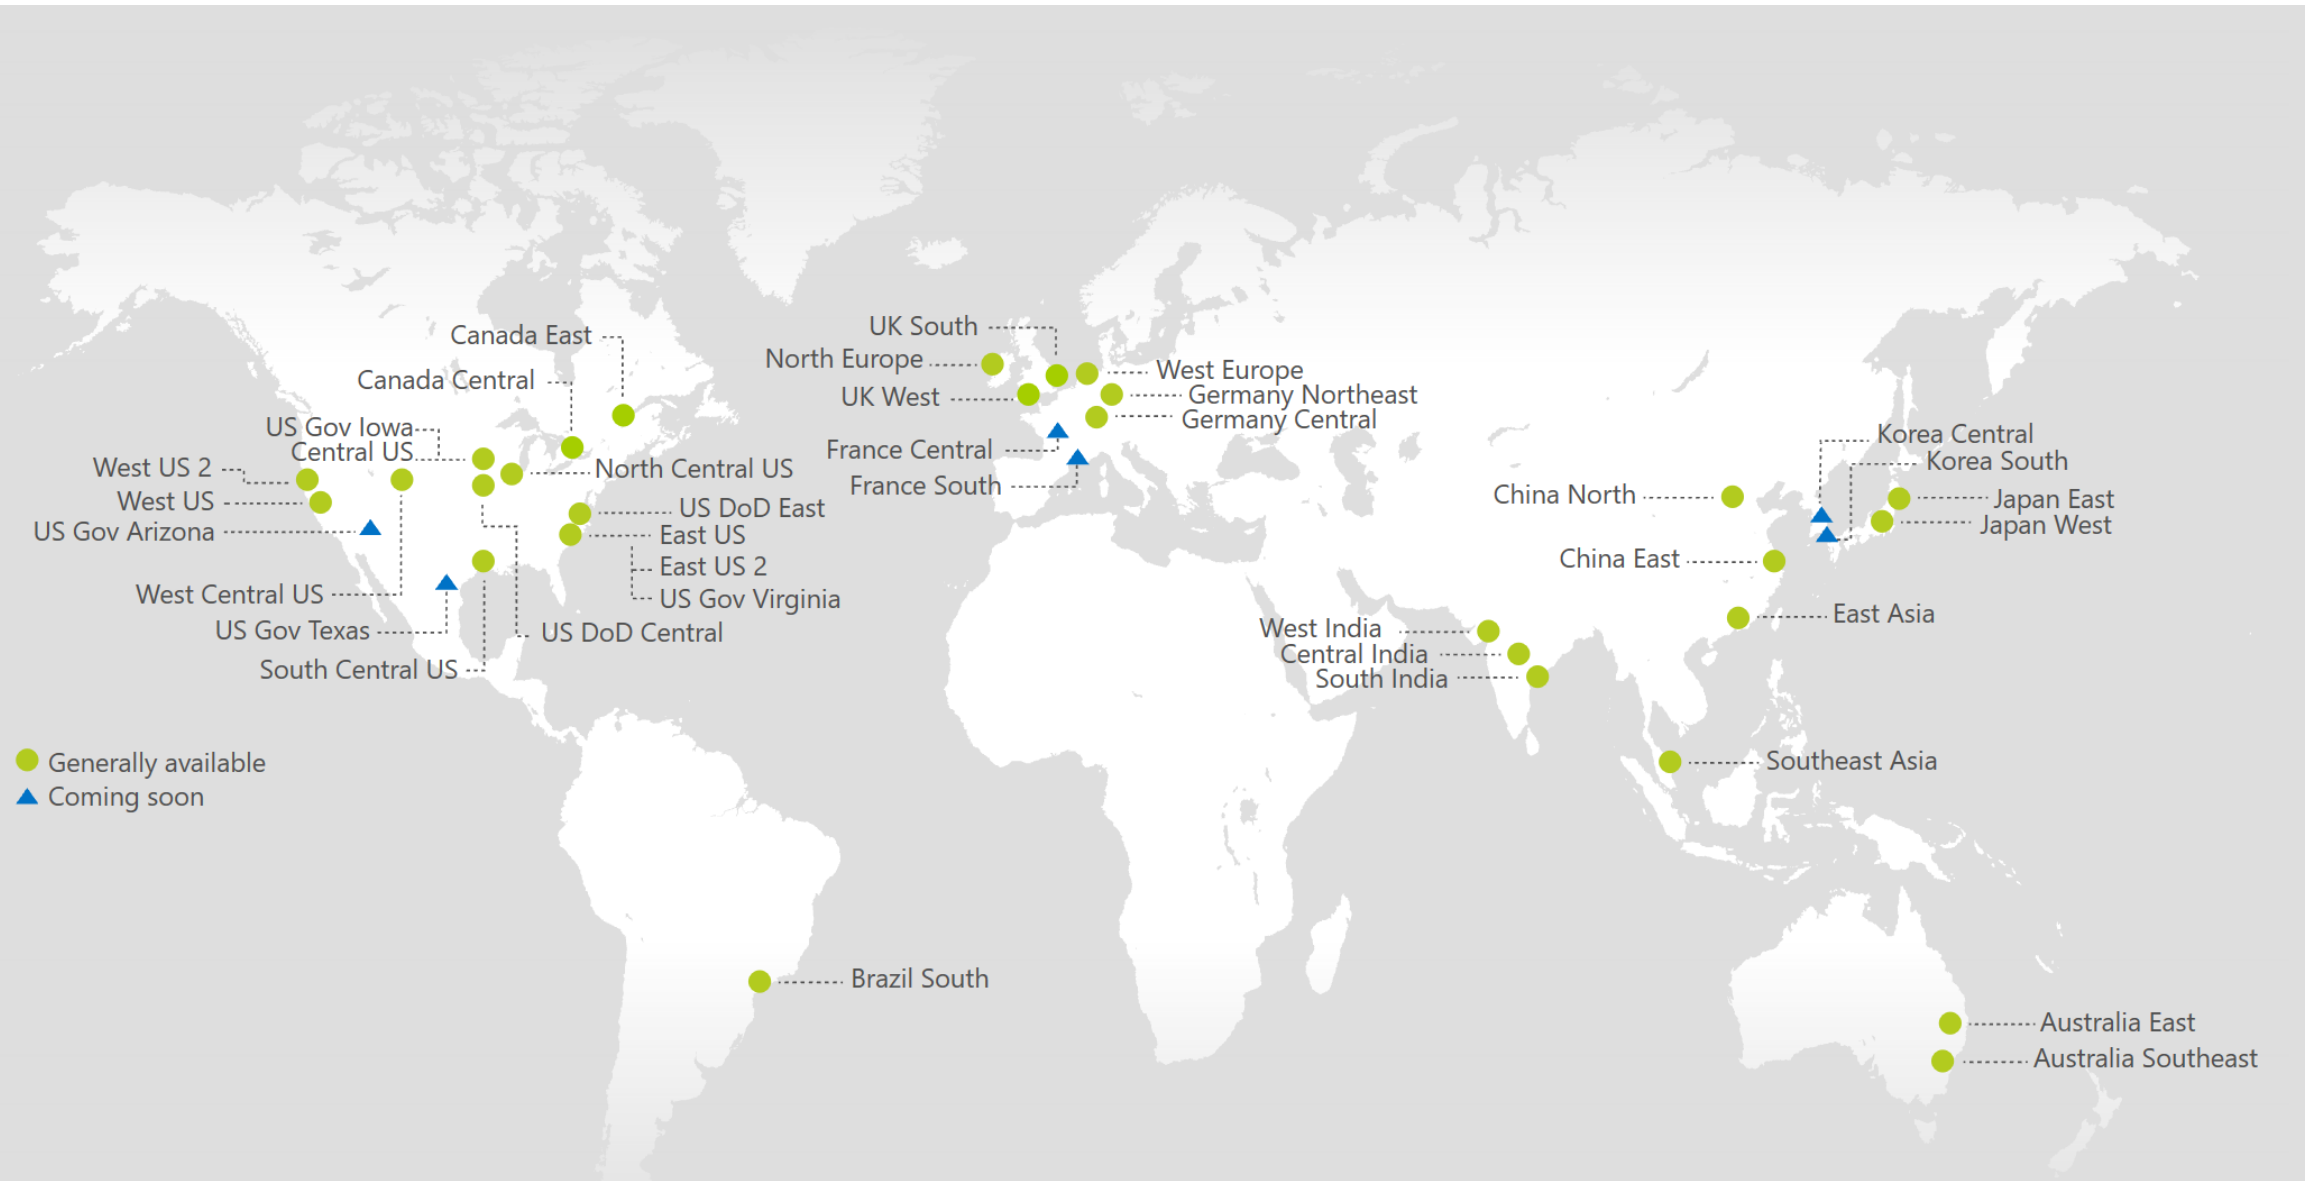 Canada East
Canada Central
US Gov Iowa
Central US
West US 2
West US
US Gov Arizona
West Central US
US Gov Texas
South Central US
North Central US
US DoD East
East US
East US 2
US Gov Virginia
US DoD Central
Generally available
Coming soon
Brazil South
UK South
North Europe
UK West
West Europe
Germany Northeast
Germany Central
France Central
France South
Korea Central
Korea South
China North
Japan East
Japan West
China East
East Asia
West India
Central India
South India
Southeast Asia
Australia East
Australia Southeast